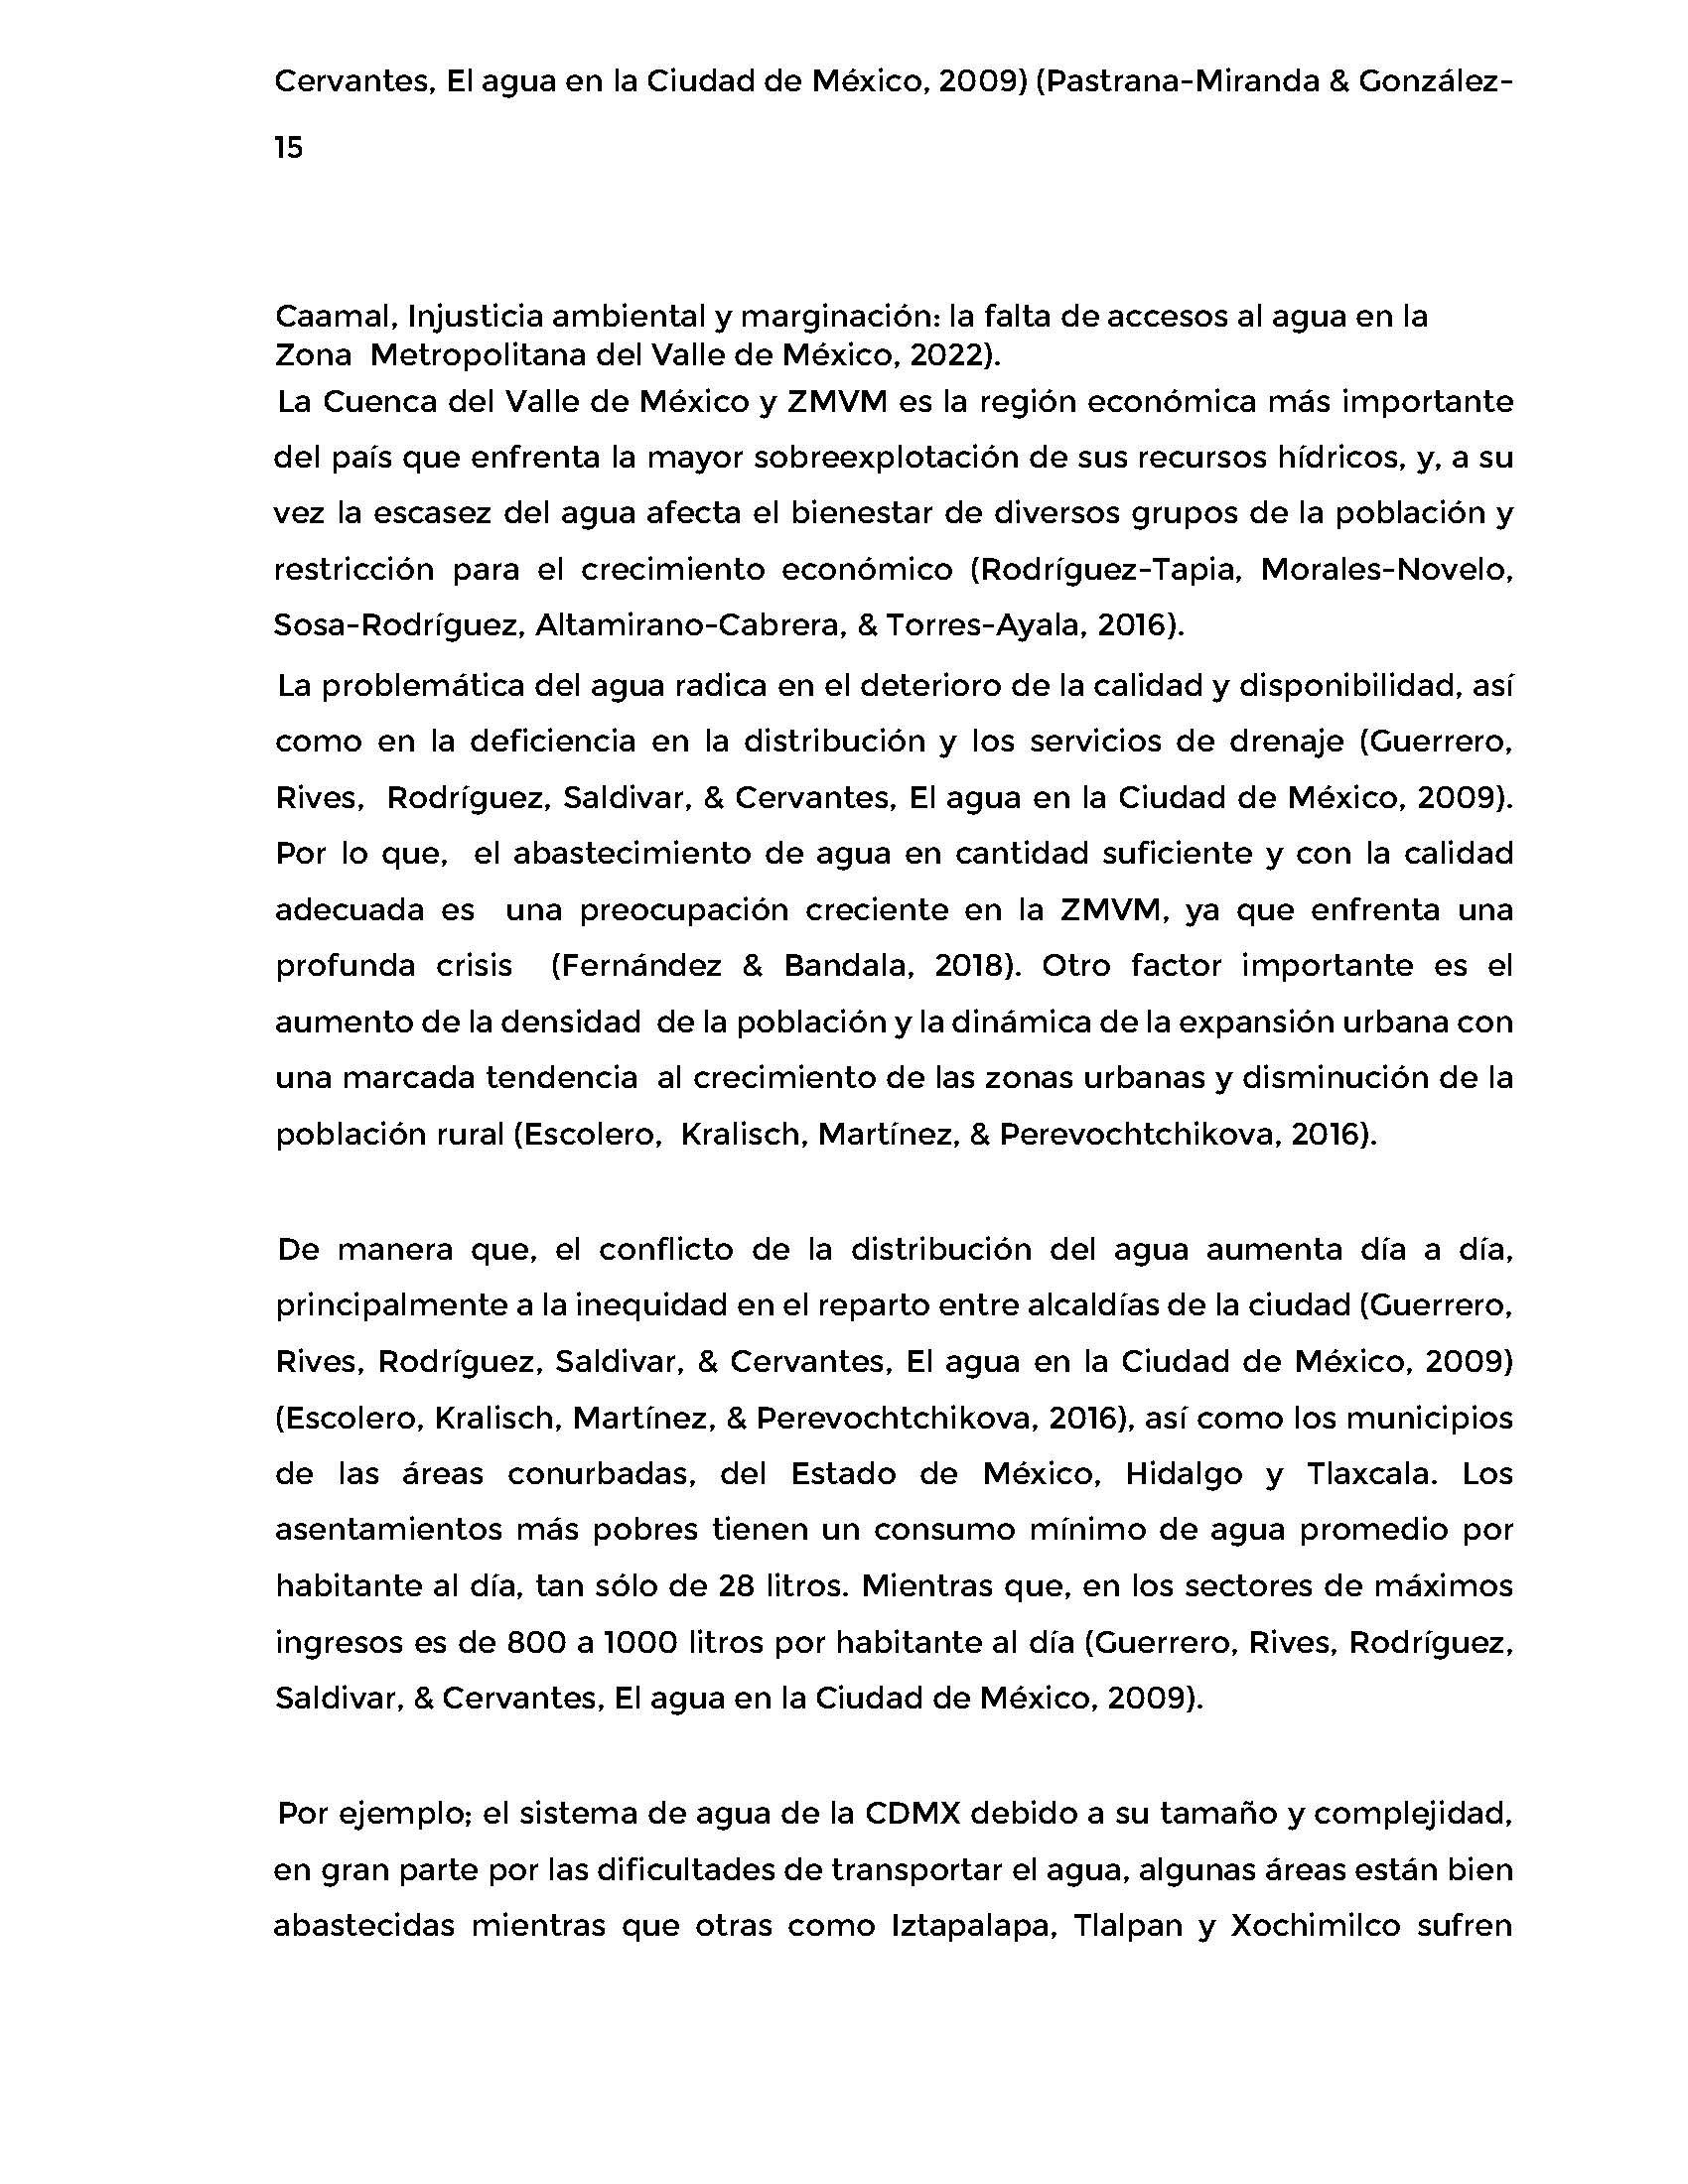 Cervantes, El agua en la Ciudad de México, 2009) (Pastrana-Miranda & González-
15
Caamal, Injusticia ambiental y marginación: la falta de accesos al agua en la
Zona Metropolitana del Valle de México, 2022).
La Cuenca del Valle de México y ZMVM es la región económica más importante
del país que enfrenta la mayor sobreexplotación de sus recursos hídricos, y, a su
vez la escasez del agua afecta el bienestar de diversos grupos de la población y
restricción para el crecimiento económico (Rodríguez-Tapia, Morales-Novelo,
Sosa-Rodríguez, Altamirano-Cabrera, & Torres-Ayala, 2016).
La problemática del agua radica en el deterioro de la calidad y disponibilidad, así
como en la deficiencia en la distribución y los servicios de drenaje (Guerrero,
Rives, Rodríguez, Saldivar, & Cervantes, El agua en la Ciudad de México, 2009).
Por lo que, el abastecimiento de agua en cantidad suficiente y con la calidad
adecuada es una preocupación creciente en la ZMVM, ya que enfrenta una
profunda crisis (Fernández & Bandala, 2018). Otro factor importante es el
aumento de la densidad de la población y la dinámica de la expansión urbana con
una marcada tendencia al crecimiento de las zonas urbanas y disminución de la
población rural (Escolero, Kralisch, Martínez, & Perevochtchikova, 2016).
De manera que, el conflicto de la distribución del agua aumenta día a día,
principalmente a la inequidad en el reparto entre alcaldías de la ciudad (Guerrero,
Rives, Rodríguez, Saldivar, & Cervantes, El agua en la Ciudad de México, 2009)
(Escolero, Kralisch, Martínez, & Perevochtchikova, 2016), así como los municipios
de las áreas conurbadas, del Estado de México, Hidalgo y Tlaxcala. Los
asentamientos más pobres tienen un consumo mínimo de agua promedio por
habitante al día, tan sólo de 28 litros. Mientras que, en los sectores de máximos
ingresos es de 800 a 1000 litros por habitante al día (Guerrero, Rives, Rodríguez,
Saldivar, & Cervantes, El agua en la Ciudad de México, 2009).
Por ejemplo; el sistema de agua de la CDMX debido a su tamaño y complejidad,
en gran parte por las dificultades de transportar el agua, algunas áreas están bien
abastecidas mientras que otras como Iztapalapa, Tlalpan y Xochimilco sufren